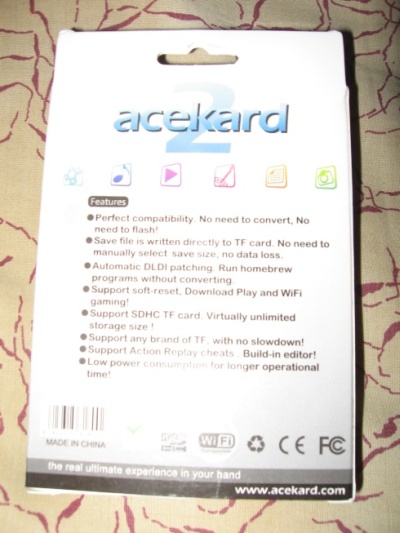 2
acekard
Features
●Perfect compatibility. No need to convert, No
need to flash!
●Save file is written directly to TF card. No need to
manually select save size, no data loss.
●Automatic DLDI patching. Run homebrew
programs without converting.
●Support soft-reset, Download Play and WiFi
gaming!
●Support SDHC TF card. Virtually unlimited
storage size !
●Support any brand of TF, with no slowdown!
●Support Action Replay cheats . Build-in editor!
●Low power consumption for longer operational
time!
MADE IN CHINA
WiFi
CE FC
the real ultimate experience in your hand
www.acekard.com